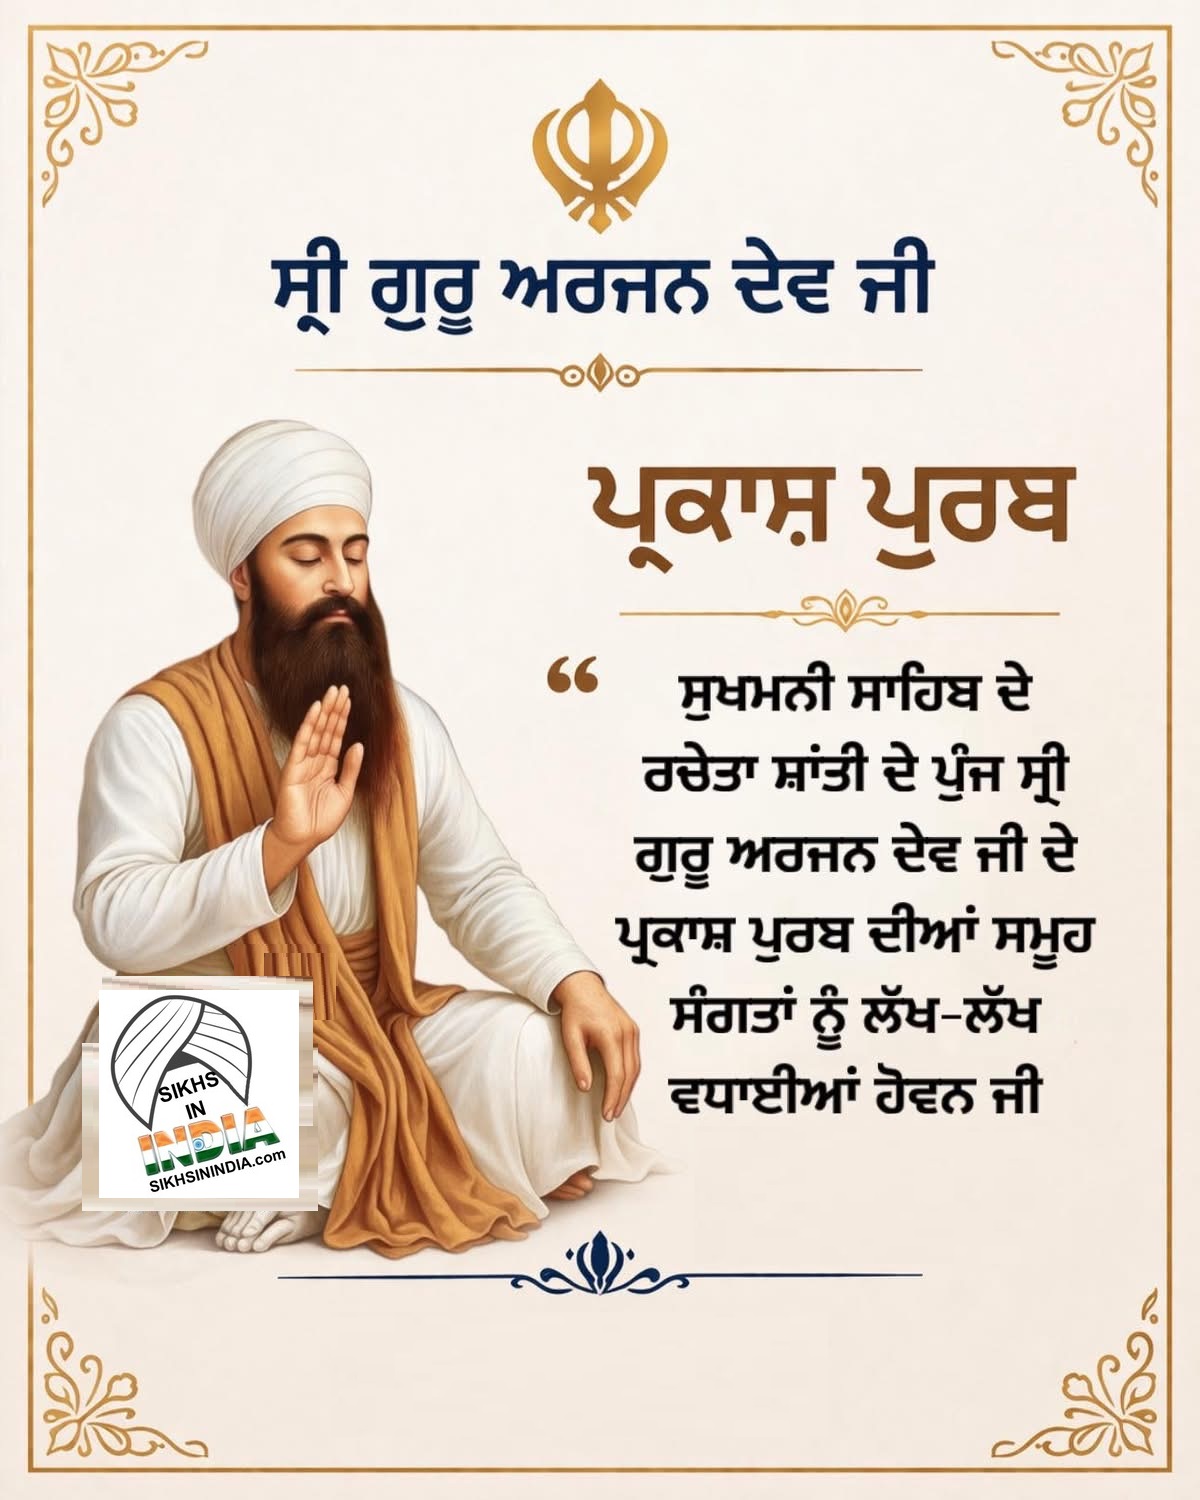 ਸ੍ਰੀ ਗੁਰੂ ਅਰਜਨ ਦੇਵ ਜੀ
ਪ੍ਰਕਾਸ਼ ਪੁਰਬ
“ ਸੁਖਮਨੀ ਸਾਹਿਬ ਦੇ
ਰਚੇਤਾ ਸ਼ਾਂਤੀ ਦੇ ਪੁੰਜ ਸ੍ਰੀ
ਗੁਰੂ ਅਰਜਨ ਦੇਵ ਜੀ ਦੇ
ਪ੍ਰਕਾਸ਼ ਪੁਰਬ ਦੀਆਂ ਸਮੂਹ
ਸੰਗਤਾਂ ਨੂੰ ਲੱਖ-ਲੱਖ
ਵਧਾਈਆਂ ਹੋਵਨ ਜੀ
SIKHS
IN
INDIA
SIKHSININDIA.com